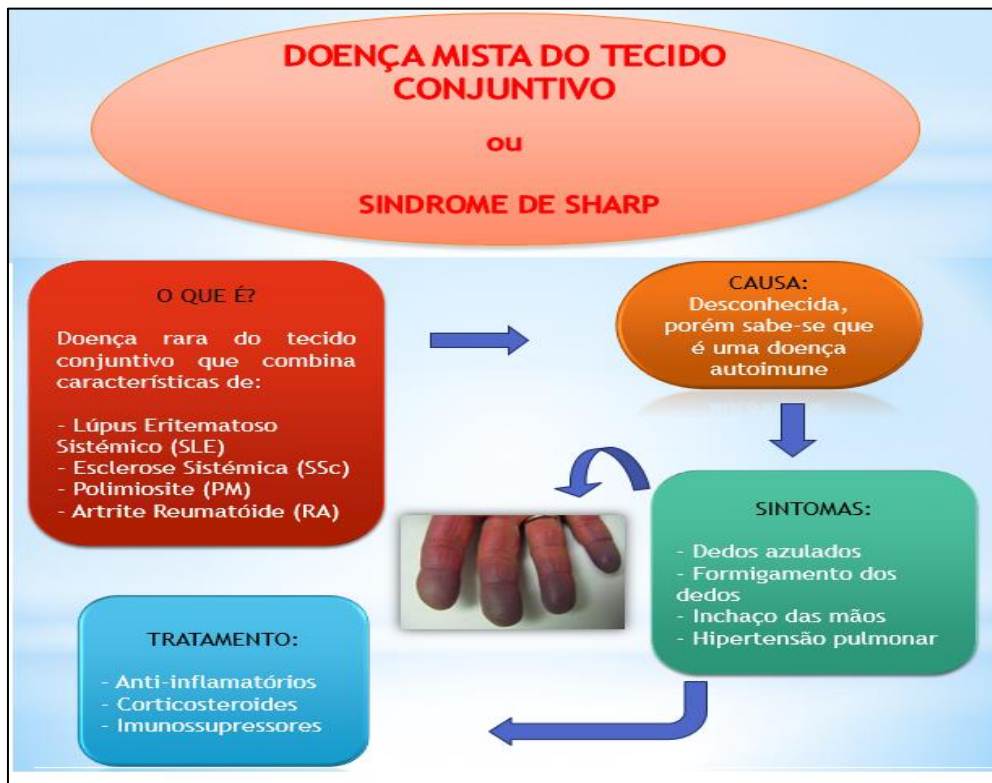 DOENÇA MISTA DO TECIDO
CONJUNTIVO
ou
SINDROME DE SHARP
O QUE É?
Doença rara do tecido
conjuntivo que combina
características de:
- Lúpus Eritematoso
Sistémico (SLE)
- Esclerose Sistémica (SSc)
- Polimiosite (PM)
- Artrite Reumatóide (RA)
CAUSA:
Desconhecida,
porém sabe-se que
é uma doença
autoimune
SINTOMAS:
- Dedos azulados
- Formigamento dos
dedos
- Inchaço das mãos
- Hipertensão pulmonar
TRATAMENTO:
- Anti-inflamatórios
- Corticosteroides
- Imunossupressores